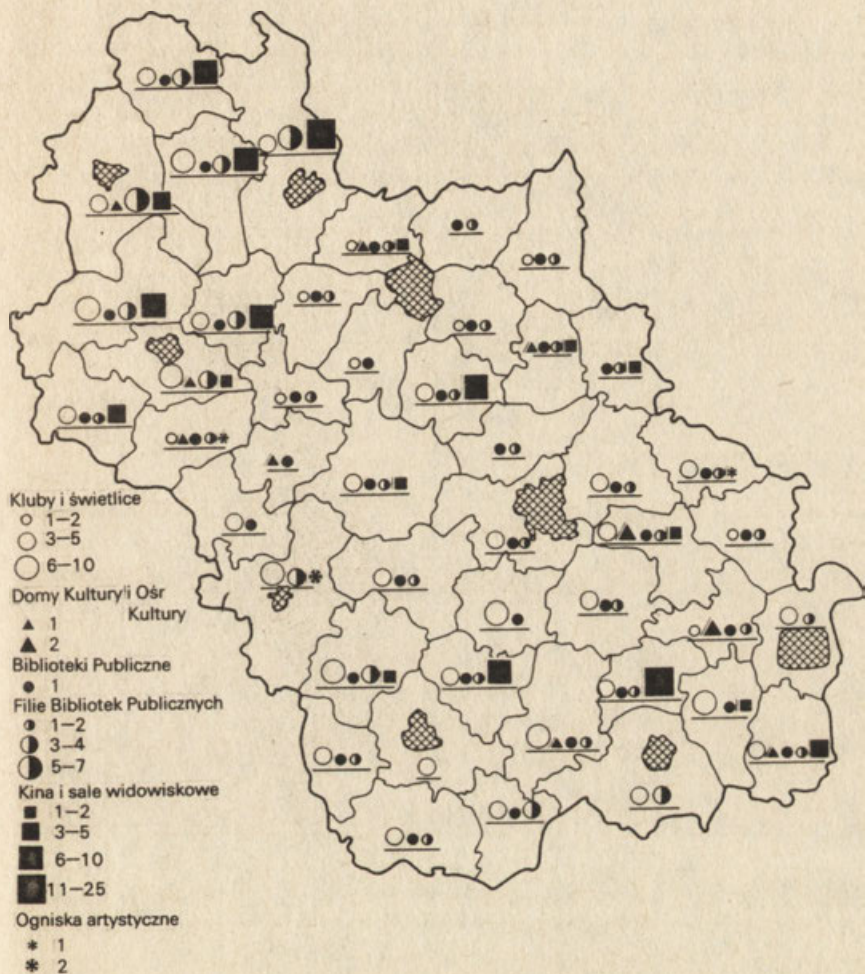 Kluby i świetlice
1–2
3–5
6–10
Domy Kultury i Ośr
Kultury
1
2
Biblioteki Publiczne
1
Filie Bibliotek Publicznych
1–2
3–4
5–7
Kina i sale widowiskowe
1–2
3–5
6–10
11–25
Ogniska artystyczne
1
2